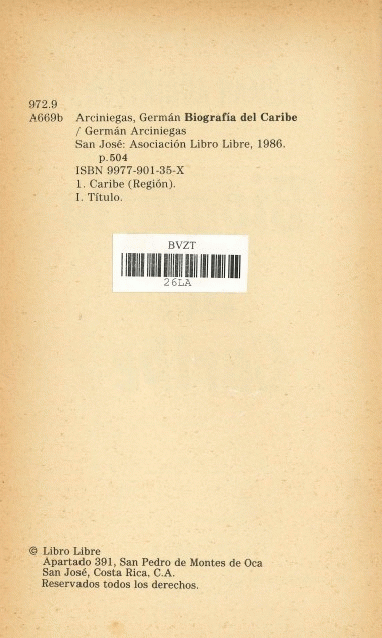 972.9
A669b Arciniegas, Germán Biografía del Caribe
/ Germán Arciniegas
San José: Asociación Libro Libre, 1986.
p.504
ISBN 9977-901-35-X
1. Caribe (Región).
I. Título.
BVZT
26LA
© Libro Libre
Apartado 391, San Pedro de Montes de Oca
San José, Costa Rica, C.A.
Reservados todos los derechos.